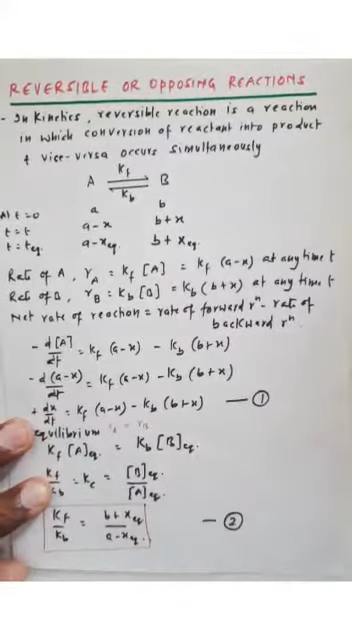 REVERSIBLE OR OPPOSING REACTIONS
- In Kinetics, reversible reaction is a reaction
in which conversion of reactant into product
& vice-versa occurs simultaneously
A ⇌ B
Kf
Kb
At t=0 a b
t=t a-x b+x
t=teq a-xeq. b+xeq.
Rate of A, rA = Kf [A] = Kf (a-x) at any time t
Rate of B, rB = Kb [B] = Kb (b+x) at any time t
Net rate of reaction = rate of forward rⁿ - rate of
backward rⁿ.
- d[A]/dt = Kf (a-x) - Kb (b+x)
- d(a-x)/dt = Kf (a-x) - Kb (b+x)
+ dx/dt = Kf (a-x) - Kb (b+x) — ①
equilibrium rA = rB
Kf [A]eq. = Kb [B]eq.
Kf/Kb = Kc = [B]eq./[A]eq.
Kf/Kb = b+xeq/a-xeq. — ②